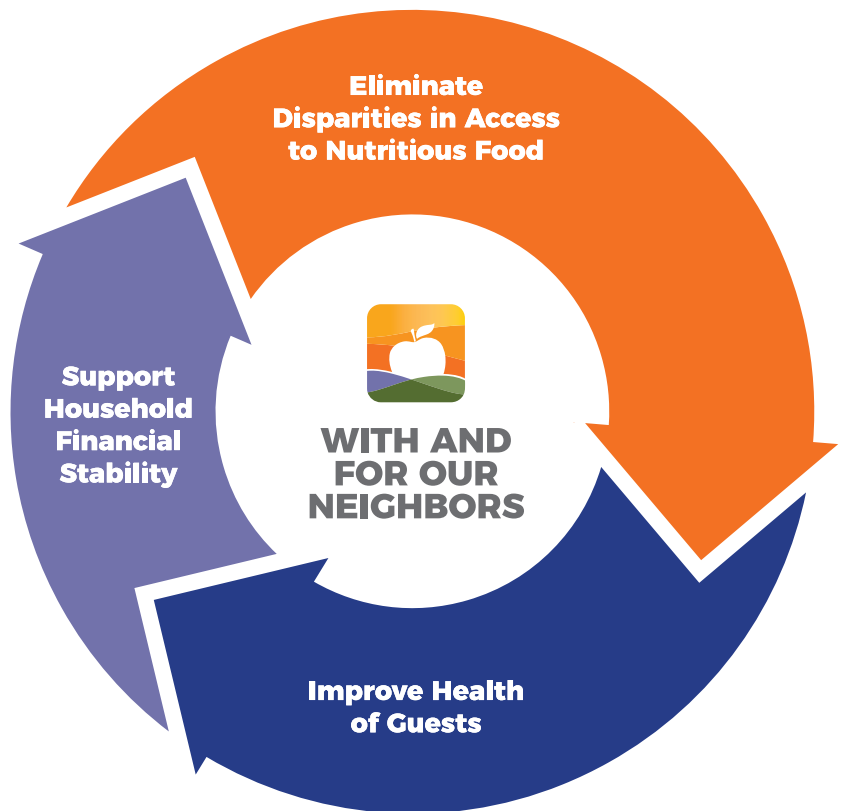 Eliminate
Disparities in Access
to Nutritious Food
Support
Household
Financial
Stability
WITH AND
FOR OUR
NEIGHBORS
Improve Health
of Guests